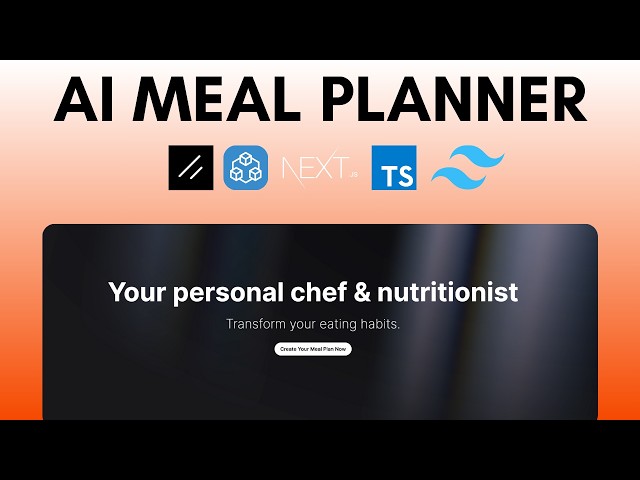 AI MEAL PLANNER
NEXT.JS TS
Your personal chef & nutritionist
Transform your eating habits.
Create Your Meal Plan Now